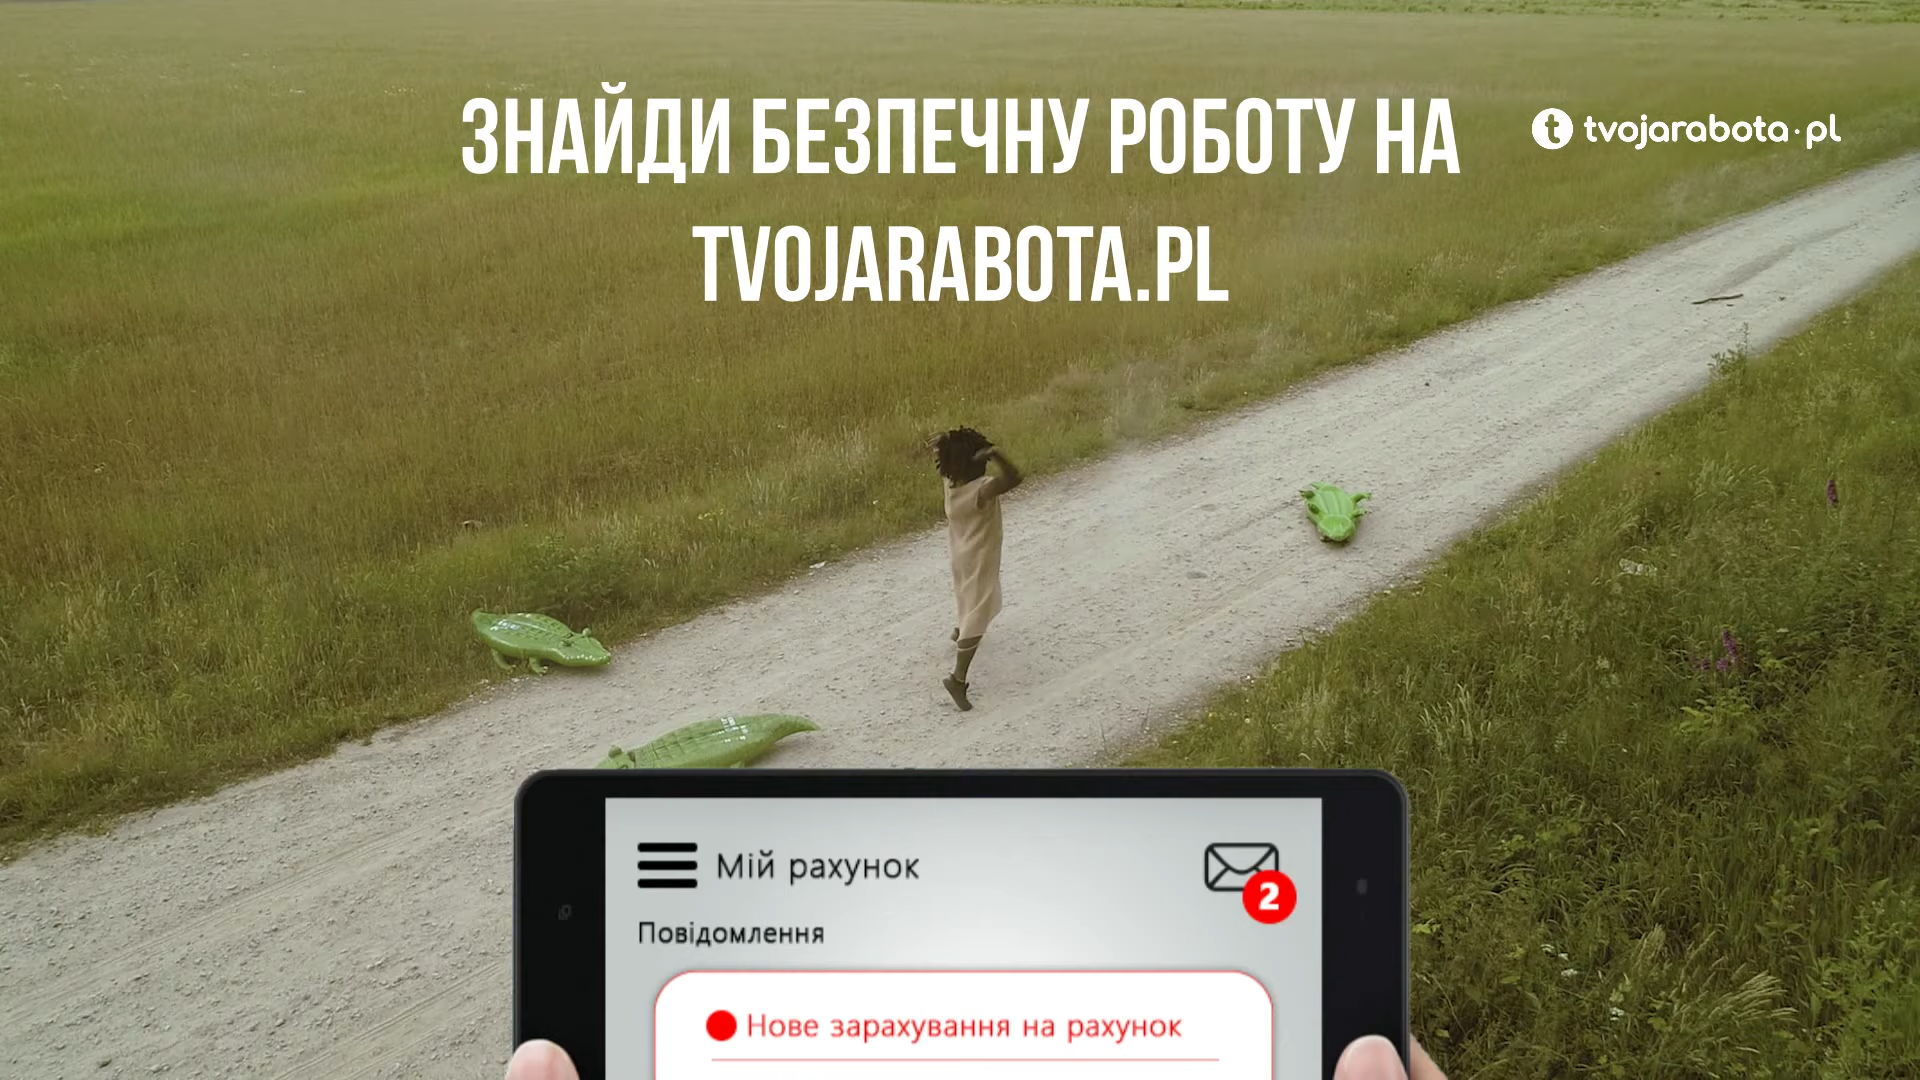 ЗНАЙДИ БЕЗПЕЧНУ РОБОТУ НА
TVOJARABOTA.PL
t tvojarabota.pl
Мій рахунок
2
Повідомлення
Нове зарахування на рахунок